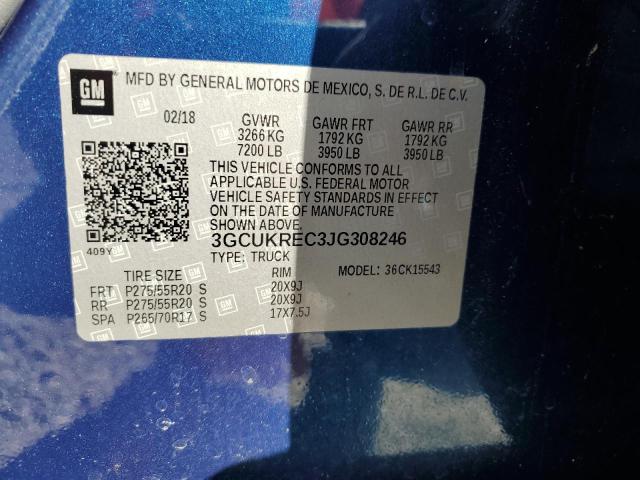 GM
MFD BY GENERAL MOTORS DE MEXICO, S. DE R.L. DE C.V.
02/18 GVWR GAWR FRT GAWR RR
3266 KG 1792 KG 1792 KG
7200 LB 3950 LB 3950 LB
THIS VEHICLE CONFORMS TO ALL
APPLICABLE U.S. FEDERAL MOTOR
VEHICLE SAFETY STANDARDS IN EFFECT
ON THE DATE OF MANUFACTURE
SHOWN ABOVE.
409Y
3GCUKREC3JG308246
TYPE: TRUCK MODEL: 36CK15543
TIRE SIZE RIM
FRT P275/55R20 S 20X9J
RR P275/55R20 S 20X9J
SPA P265/70R17 S 17X7.5J